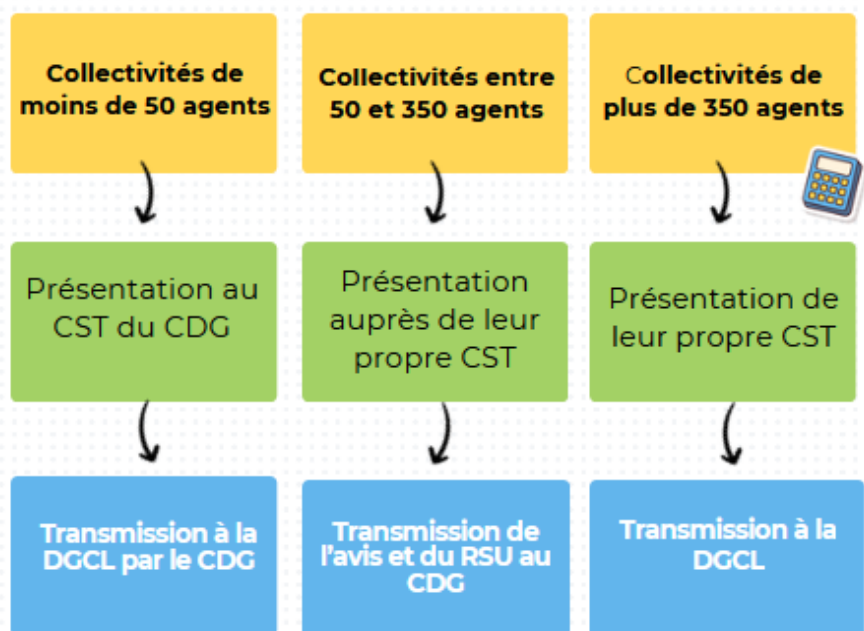 Collectivités de
moins de 50 agents
Collectivités entre
50 et 350 agents
Collectivités de
plus de 350 agents
Présentation au
CST du CDG
Présentation
auprès de leur
propre CST
Présentation de
leur propre CST
Transmission à la
DGCL par le CDG
Transmission de
l'avis et du RSU au
CDG
Transmission à la
DGCL